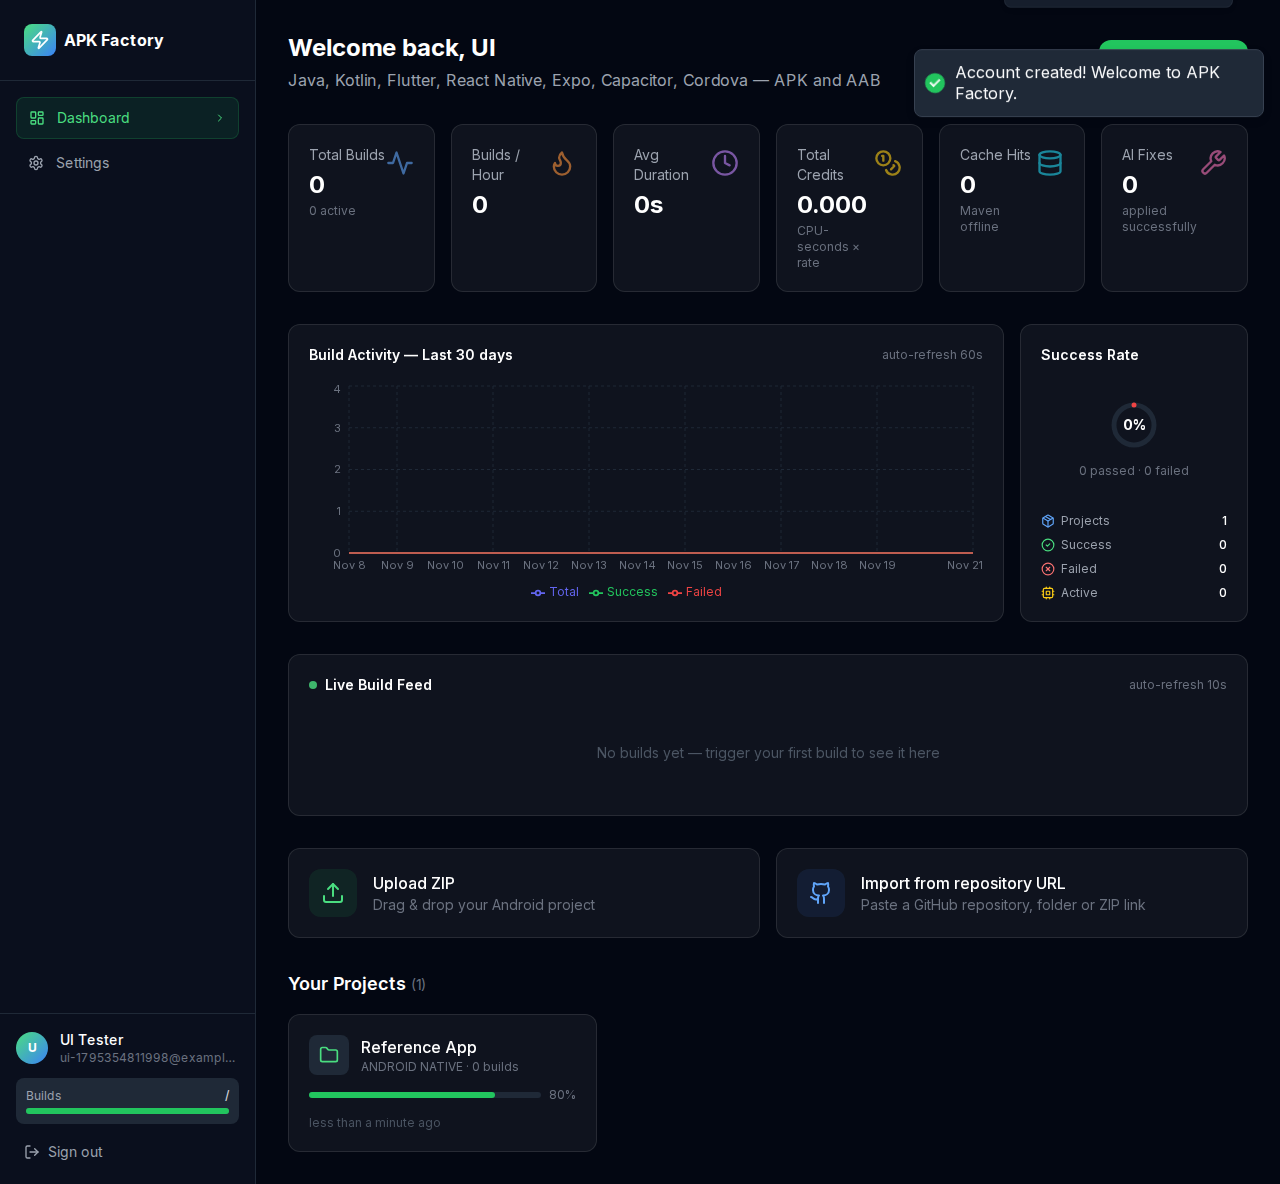 APK Factory
Dashboard
Settings
Welcome back, UI
Java, Kotlin, Flutter, React Native, Expo, Capacitor, Cordova — APK and AAB
Account created! Welcome to APK
Factory.
Total Builds
0
0 active
Builds /
Hour
0
Avg
Duration
0s
Total
Credits
0.000
CPU-
seconds ×
rate
Cache Hits
0
Maven
offline
AI Fixes
0
applied
successfully
Build Activity — Last 30 days
auto-refresh 60s
4
3
2
1
0
Nov 8 Nov 9 Nov 10 Nov 11 Nov 12 Nov 13 Nov 14 Nov 15 Nov 16 Nov 17 Nov 18 Nov 19 Nov 21
Total Success Failed
Success Rate
0%
0 passed · 0 failed
Projects 1
Success 0
Failed 0
Active 0
Live Build Feed
auto-refresh 10s
No builds yet — trigger your first build to see it here
Upload ZIP
Drag & drop your Android project
Import from repository URL
Paste a GitHub repository, folder or ZIP link
Your Projects (1)
Reference App
ANDROID NATIVE · 0 builds
80%
less than a minute ago
U
UI Tester
ui-1795354811998@exampl...
Builds /
Sign out